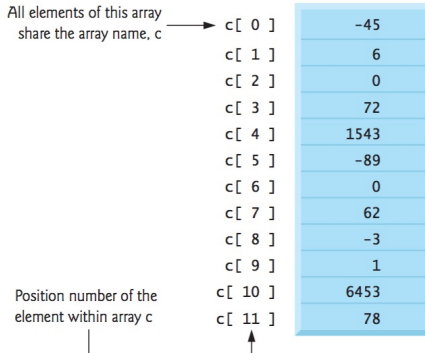 All elements of this array
share the array name, c
c[ 0 ] -45
c[ 1 ] 6
c[ 2 ] 0
c[ 3 ] 72
c[ 4 ] 1543
c[ 5 ] -89
c[ 6 ] 0
c[ 7 ] 62
c[ 8 ] -3
c[ 9 ] 1
c[ 10 ] 6453
c[ 11 ] 78
Position number of the
element within array c